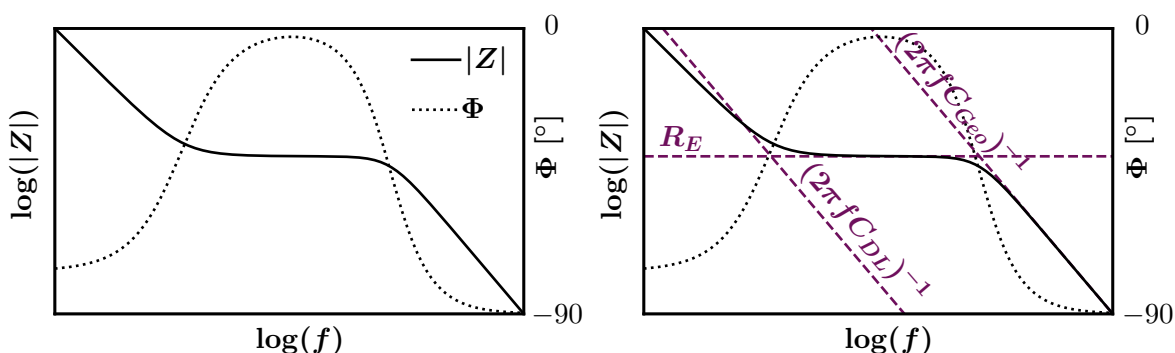 0
|Z|
Φ
log(|Z|)
Φ [°]
−90
log(f)
0
(2πfC_Geo)^−1
R_E
(2πfC_DL)^−1
log(|Z|)
Φ [°]
−90
log(f)